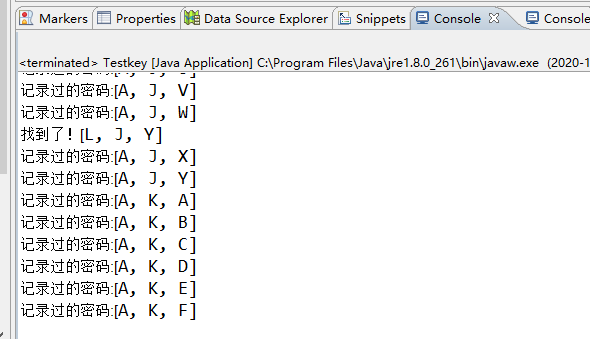 Markers Properties Data Source Explorer Snippets Console Console
<terminated> Testkey [Java Application] C:\Program Files\Java\jre1.8.0_261\bin\javaw.exe (2020-1
记录过的密码:[A, J, V]
记录过的密码:[A, J, W]
找到了! [L, J, Y]
记录过的密码:[A, J, X]
记录过的密码:[A, J, Y]
记录过的密码:[A, K, A]
记录过的密码:[A, K, B]
记录过的密码:[A, K, C]
记录过的密码:[A, K, D]
记录过的密码:[A, K, E]
记录过的密码:[A, K, F]